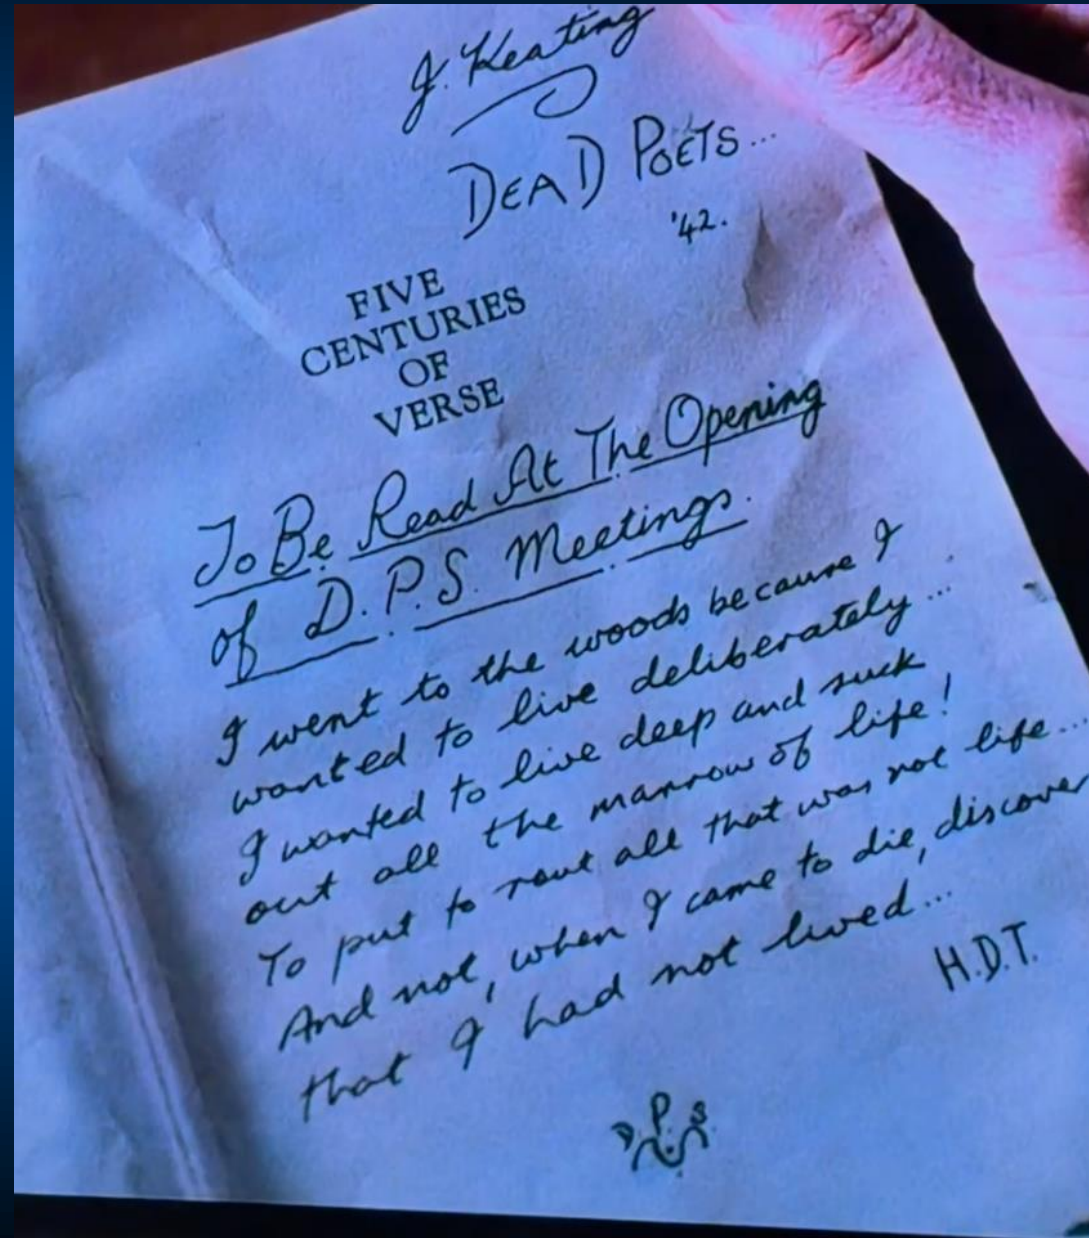 J. Keating
DEAD POETS...
'42.
FIVE
CENTURIES
OF
VERSE
To Be Read At The Opening
of D.P.S. Meetings.
I went to the woods because I
wanted to live deliberately...
I wanted to live deep and suck
out all the marrow of life!
To put to rout all that was not life...
And not, when I came to die, discover
that I had not lived...
H.D.T.
D P S